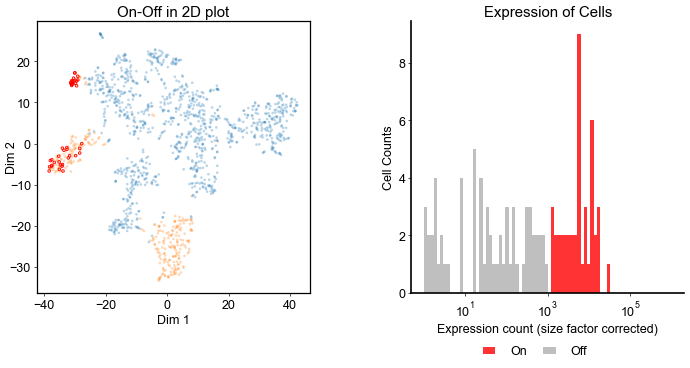 On-Off in 2D plot
Dim 2
20
10
0
−10
−20
−30
−40
−20
0
20
40
Dim 1
Expression of Cells
Cell Counts
8
6
4
2
0
10^1
10^3
10^5
Expression count (size factor corrected)
On
Off